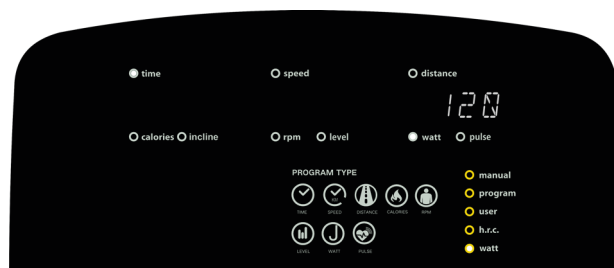 time speed distance
120
calories incline rpm level watt pulse
PROGRAM TYPE
manual
program
user
h.r.c.
watt
TIME SPEED DISTANCE CALORIES RPM
LEVEL WATT PULSE